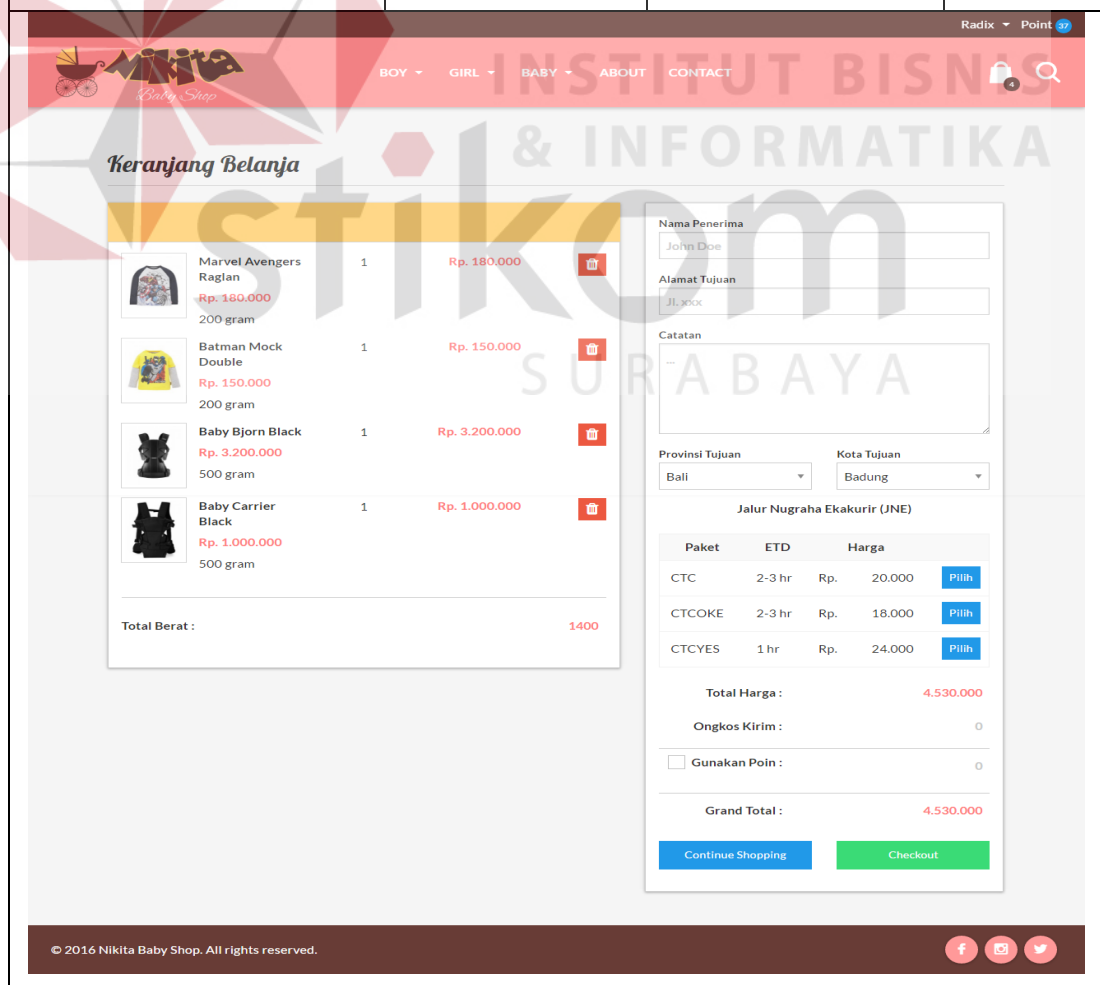 Radix Point 37
Nikita
Baby Shop
BOY GIRL BABY ABOUT CONTACT
4
INSTITUT BISNIS
& INFORMATIKA
stikom
SURABAYA
Keranjang Belanja
Marvel Avengers Raglan 1 Rp. 180.000
Rp. 180.000
200 gram
Batman Mock Double 1 Rp. 150.000
Rp. 150.000
200 gram
Baby Bjorn Black 1 Rp. 3.200.000
Rp. 3.200.000
500 gram
Baby Carrier Black 1 Rp. 1.000.000
Rp. 1.000.000
500 gram
Total Berat : 1400
Nama Penerima
John Doe
Alamat Tujuan
Jl. xxx
Catatan
...
Provinsi Tujuan Kota Tujuan
Bali Badung
Jalur Nugraha Ekakurir (JNE)
Paket ETD Harga
CTC 2-3 hr Rp. 20.000 Pilih
CTCOKE 2-3 hr Rp. 18.000 Pilih
CTCYES 1 hr Rp. 24.000 Pilih
Total Harga : 4.530.000
Ongkos Kirim : 0
Gunakan Poin : 0
Grand Total : 4.530.000
Continue Shopping Checkout
© 2016 Nikita Baby Shop. All rights reserved.